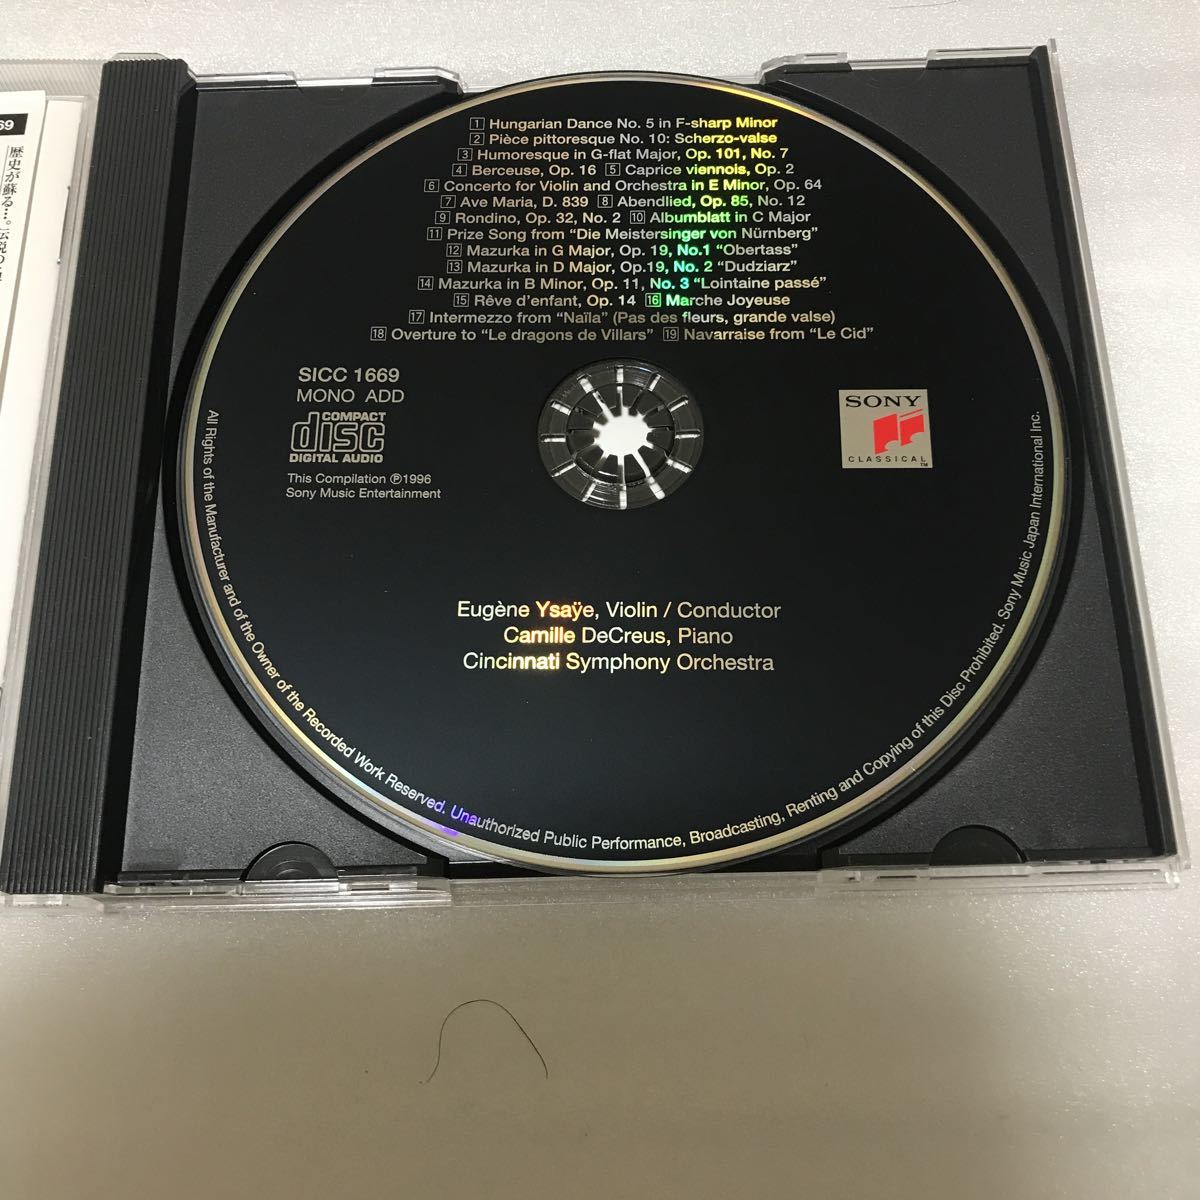 69
歴史が蘇る…。伝説の
1 Hungarian Dance No. 5 in F-sharp Minor
2 Pièce pittoresque No. 10: Scherzo-valse
3 Humoresque in G-flat Major, Op. 101, No. 7
4 Berceuse, Op. 16 5 Caprice viennois, Op. 2
6 Concerto for Violin and Orchestra in E Minor, Op. 64
7 Ave Maria, D. 839 8 Abendlied, Op. 85, No. 12
9 Rondino, Op. 32, No. 2 10 Albumblatt in C Major
11 Prize Song from “Die Meistersinger von Nürnberg”
12 Mazurka in G Major, Op. 19, No.1 “Obertass”
13 Mazurka in D Major, Op.19, No. 2 “Dudziarz”
14 Mazurka in B Minor, Op. 11, No. 3 “Lointaine passé”
15 Rêve d’enfant, Op. 14 16 Marche Joyeuse
17 Intermezzo from “Naïla” (Pas des fleurs, grande valse)
18 Overture to “Le dragons de Villars” 19 Navarraise from “Le Cid”
SICC 1669
MONO ADD
COMPACT
disc
DIGITAL AUDIO
This Compilation ℗1996
Sony Music Entertainment
SONY
CLASSICAL™
Eugène Ysaÿe, Violin / Conductor
Camille DeCreus, Piano
Cincinnati Symphony Orchestra
All Rights of the Manufacturer and of the Owner of the Recorded Work Reserved. Unauthorized Public Performance, Broadcasting, Renting and Copying of this Disc Prohibited. Sony Music Japan International Inc.